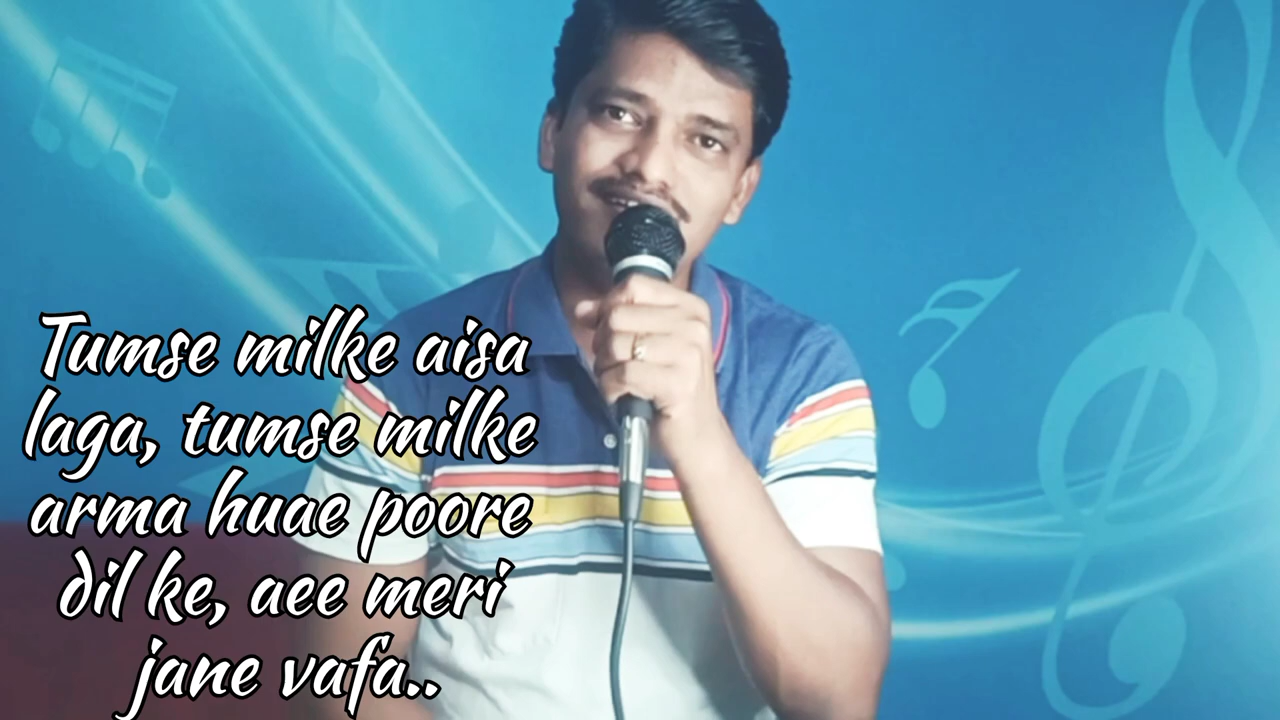 Tumse milke aisa
laga, tumse milke
arma huae poore
dil ke, aee meri
jane vafa..